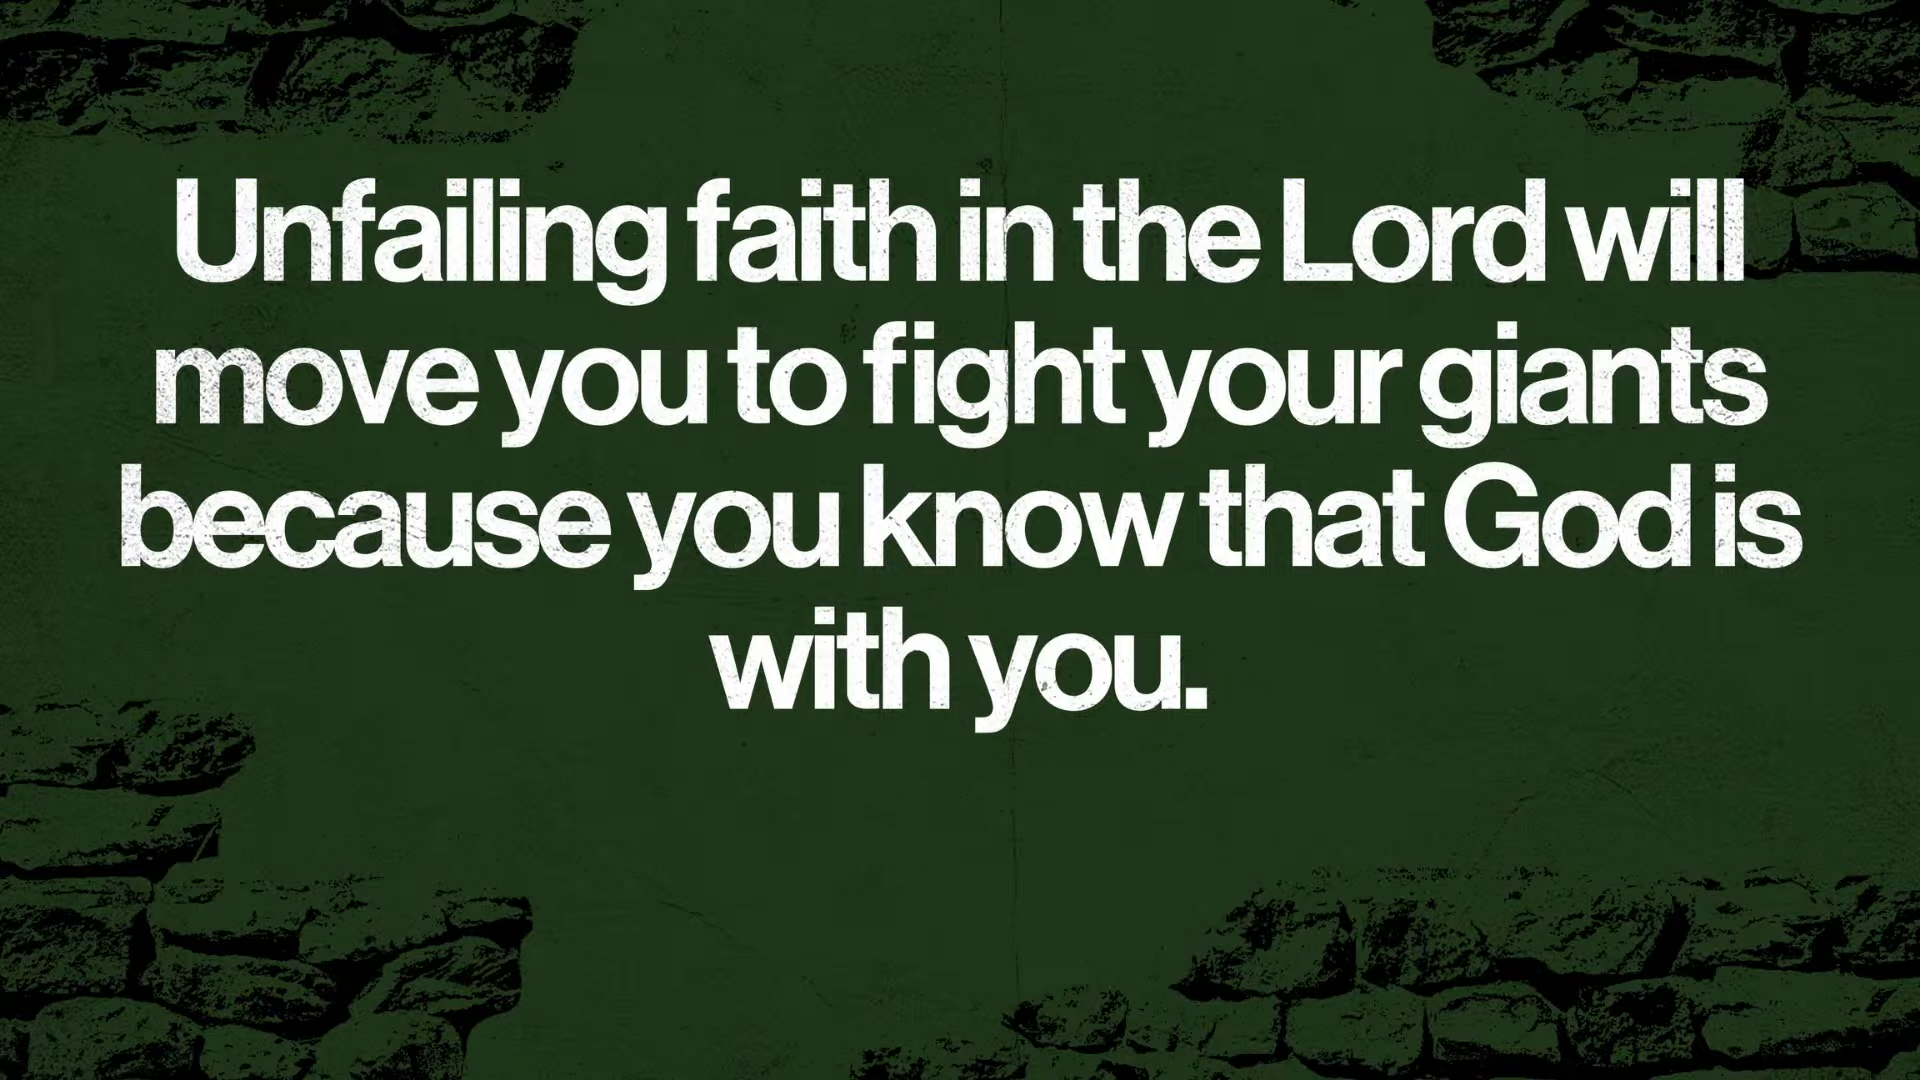 Unfailing faith in the Lord will
move you to fight your giants
because you know that God is
with you.